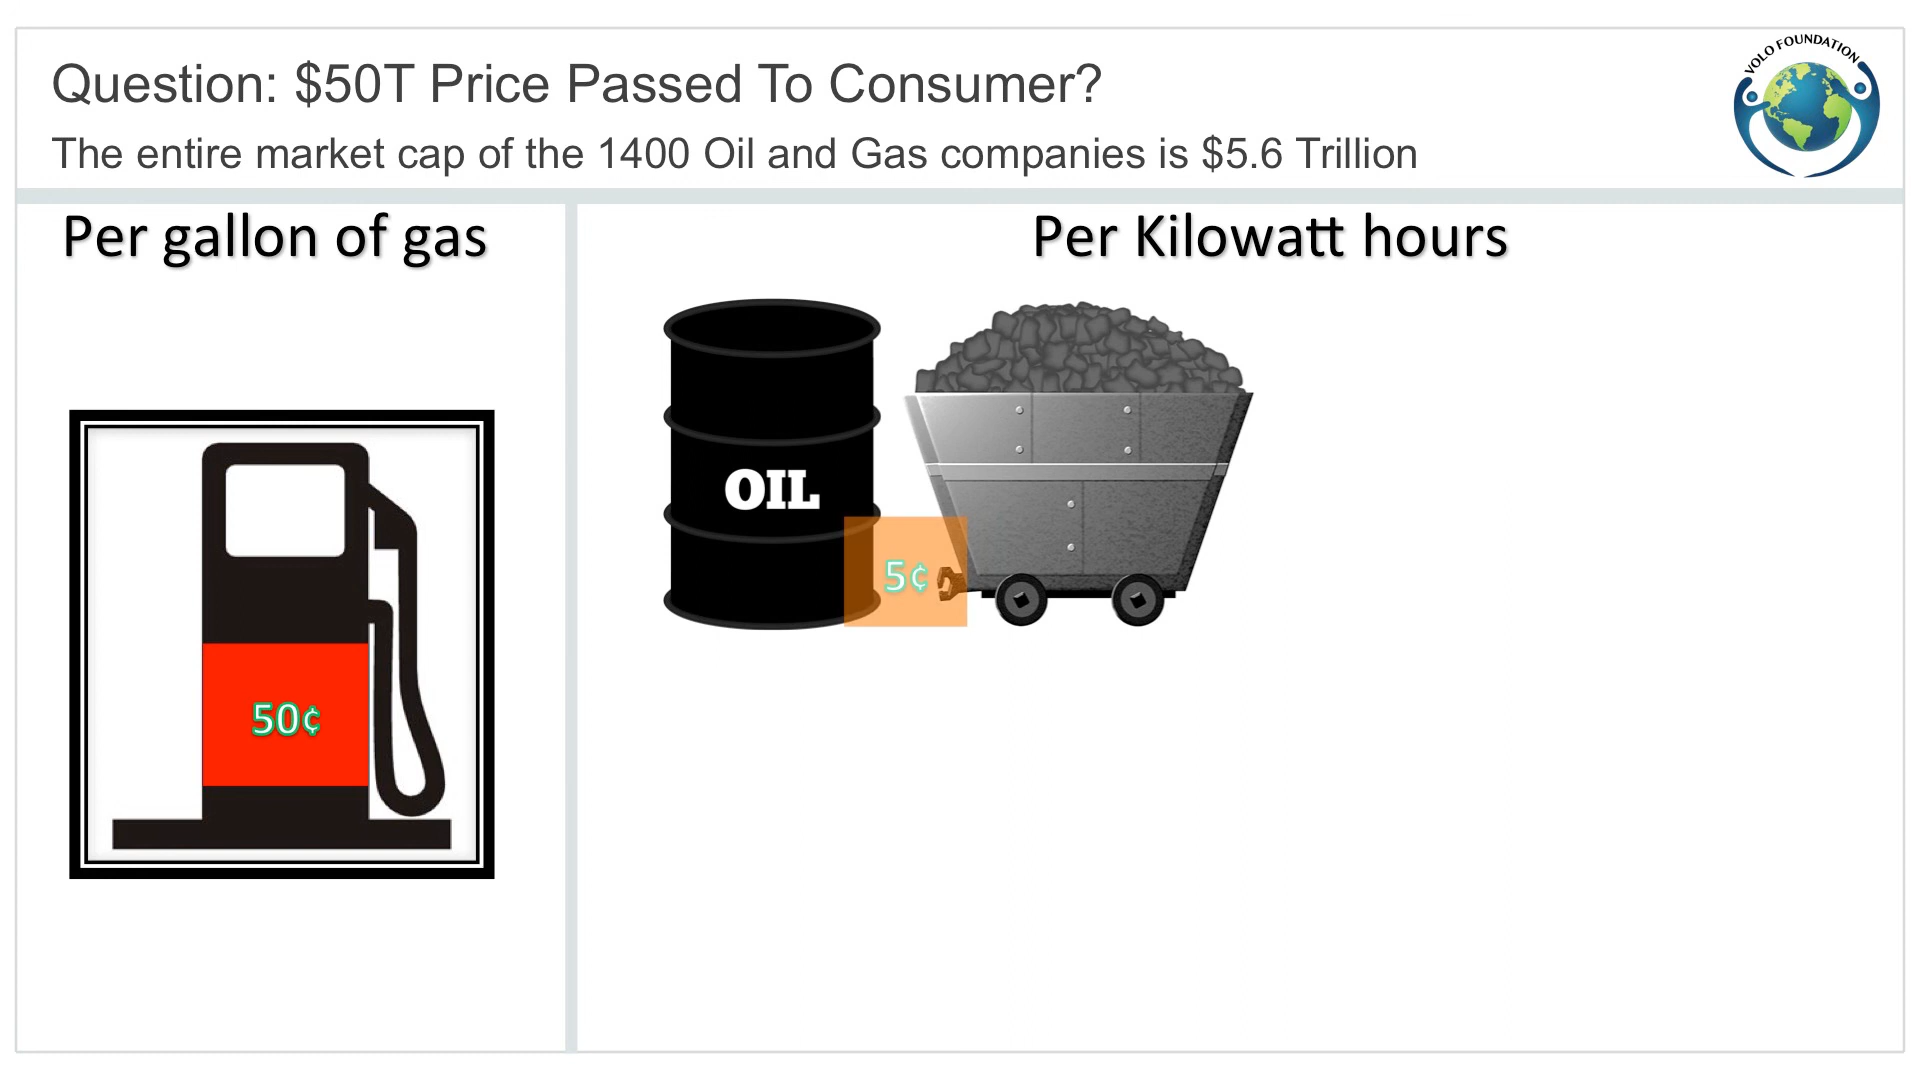 Question: $50T Price Passed To Consumer?
The entire market cap of the 1400 Oil and Gas companies is $5.6 Trillion
VOLO FOUNDATION
Per gallon of gas
Per Kilowatt hours
OIL
5¢
50¢